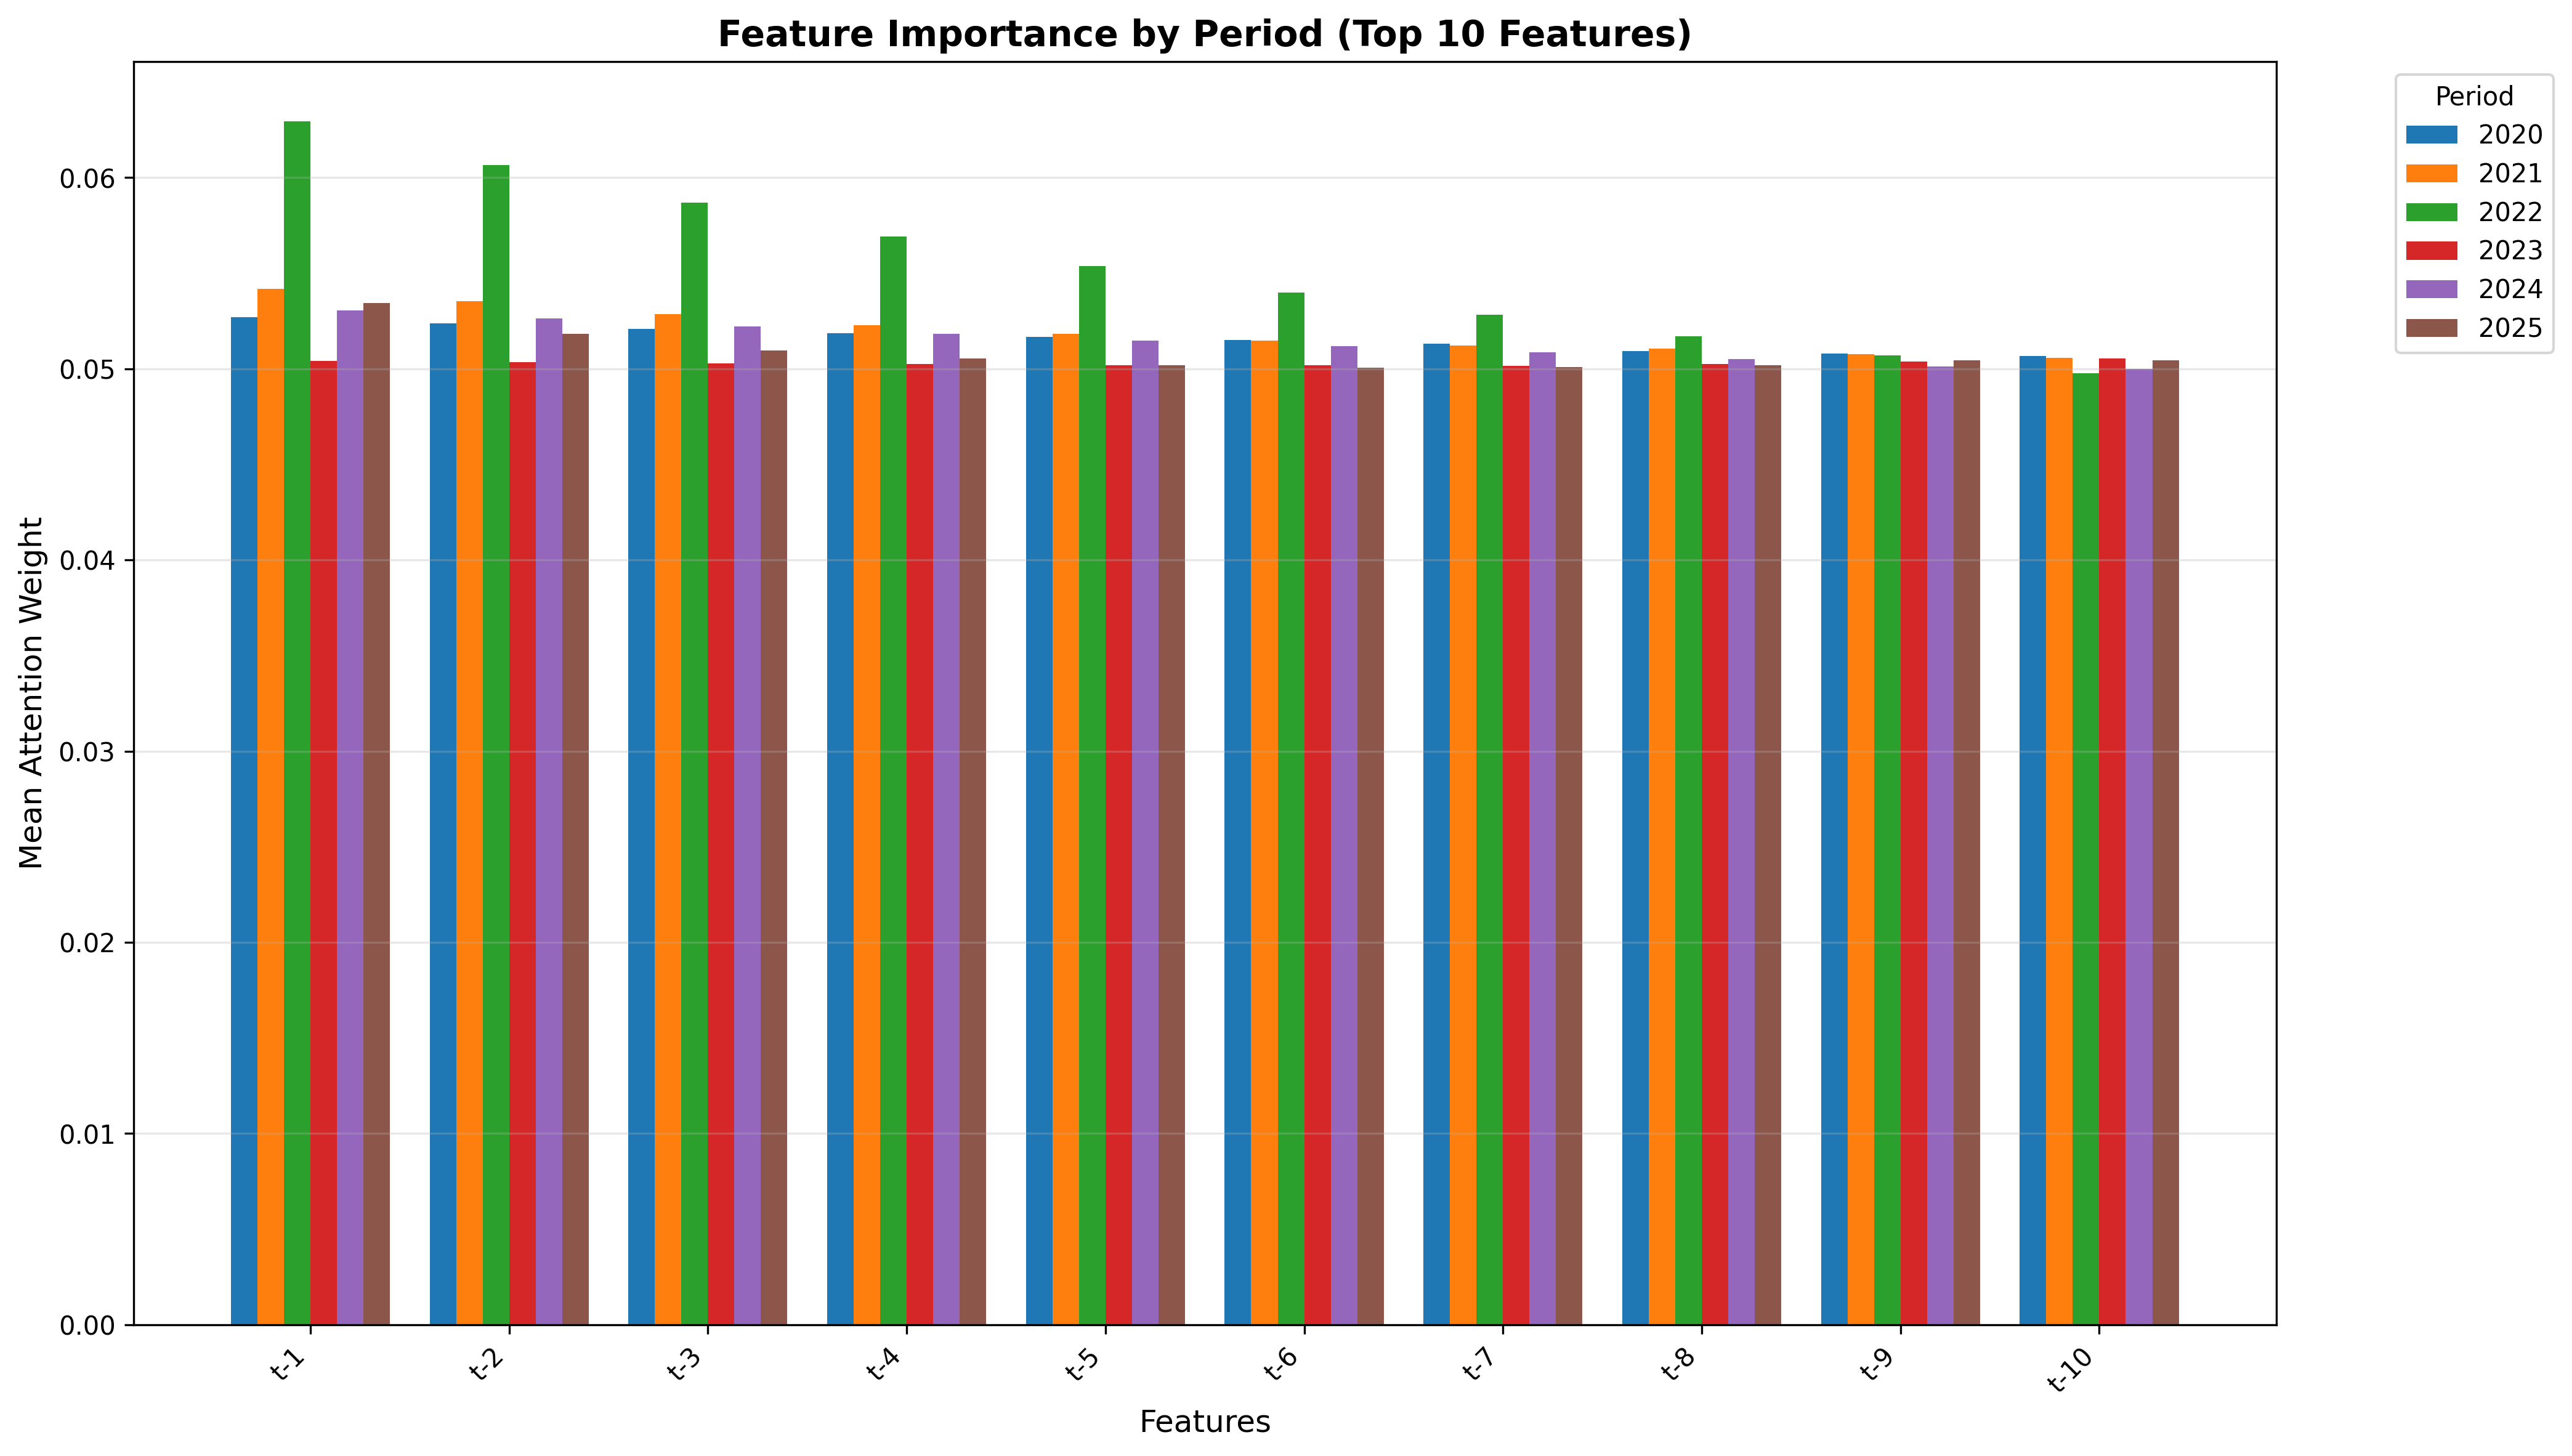 Feature Importance by Period (Top 10 Features)
Period
2020
2021
2022
2023
2024
2025
Mean Attention Weight
0.06
0.05
0.04
0.03
0.02
0.01
0.00
t-1
t-2
t-3
t-4
t-5
t-6
t-7
t-8
t-9
t-10
Features